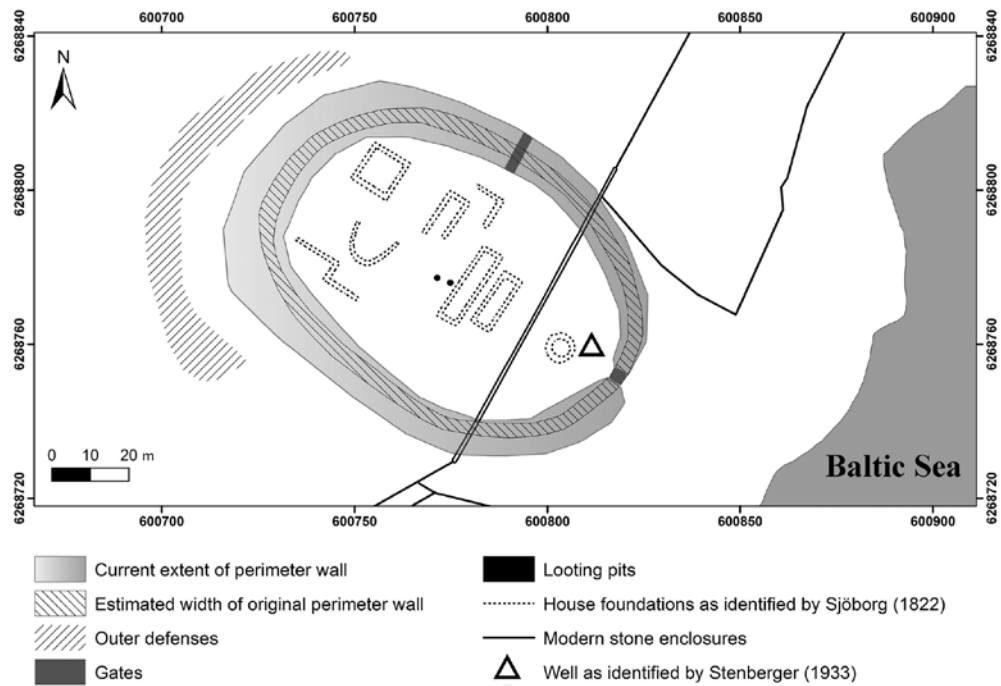 600700 600750 600800 600850 600900
6268840 6268840
N
6268800 6268800
6268760 6268760
0 10 20 m
Baltic Sea
6268720 6268720
600700 600750 600800 600850 600900
Current extent of perimeter wall
Estimated width of original perimeter wall
Outer defenses
Gates
Looting pits
House foundations as identified by Sjöborg (1822)
Modern stone enclosures
Well as identified by Stenberger (1933)